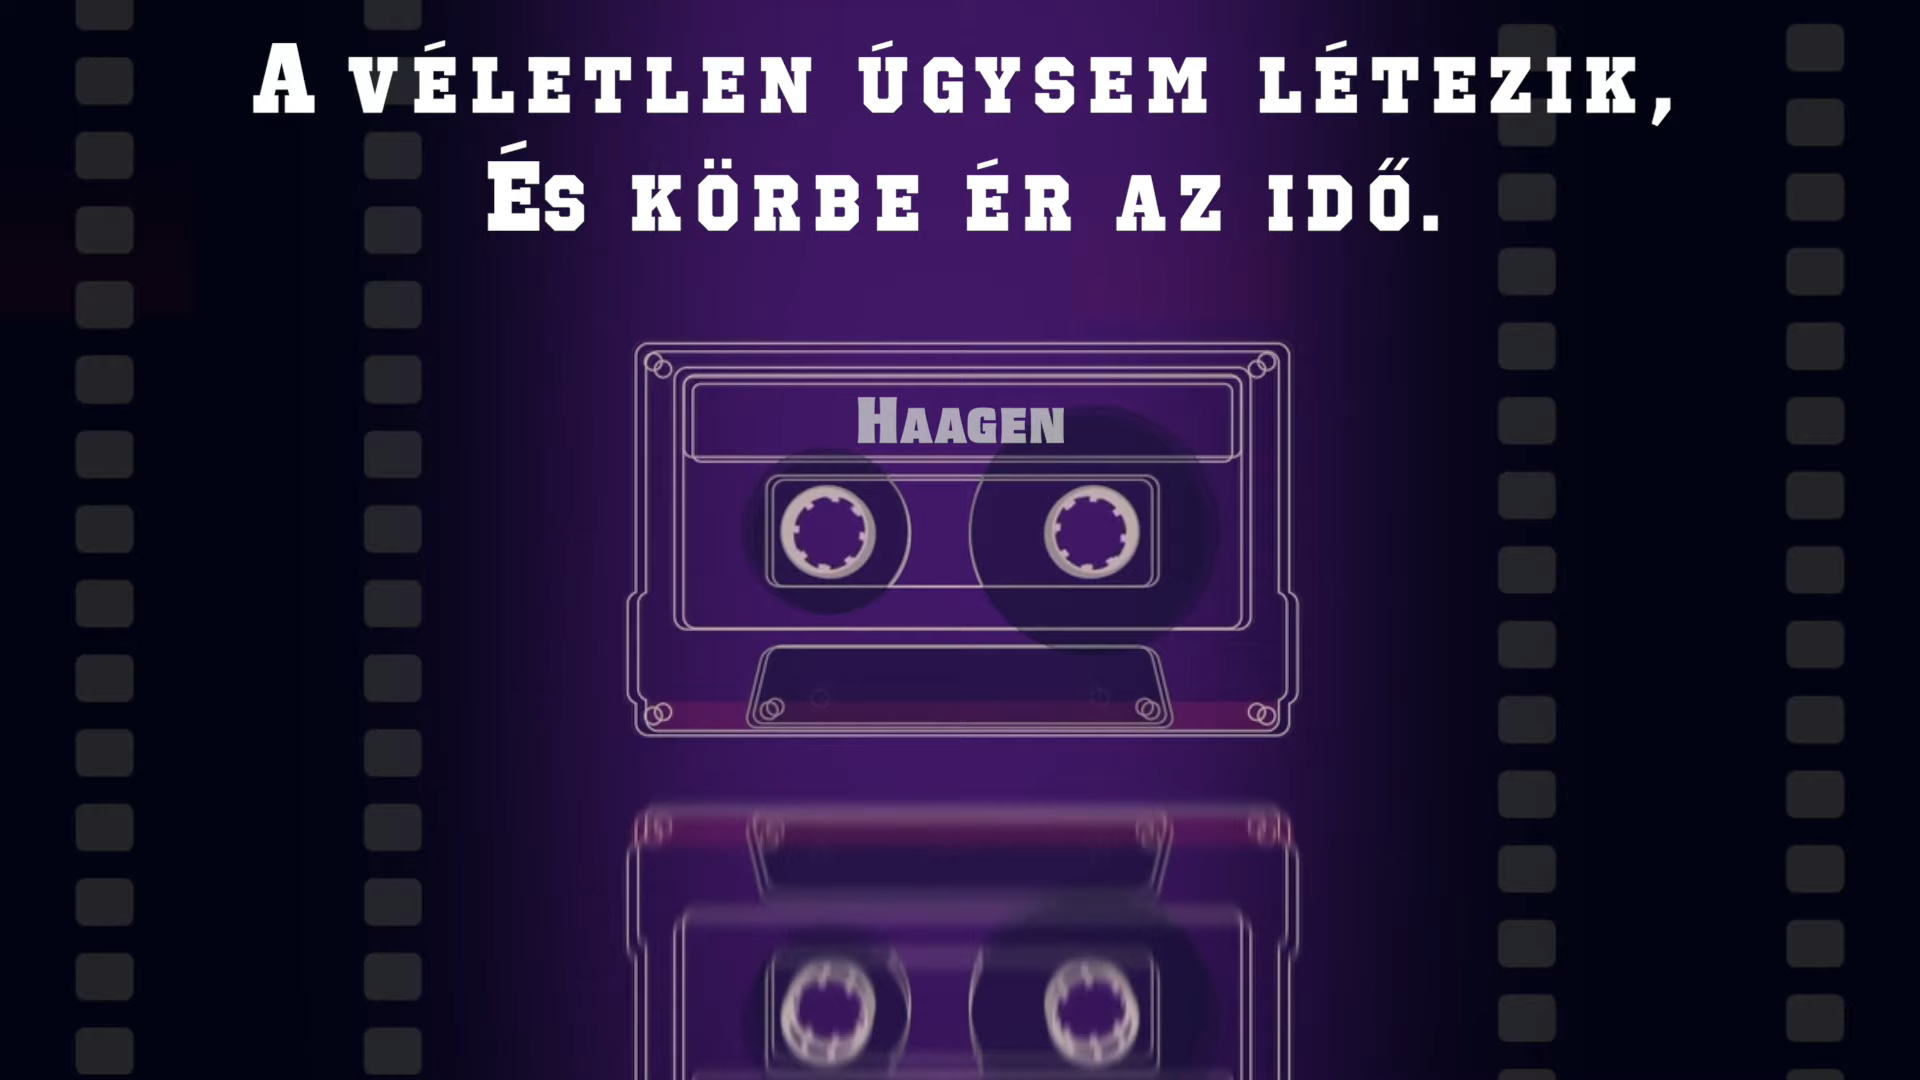 A VÉLETLEN ÚGYSEM LÉTEZIK,
ÉS KÖRBE ÉR AZ IDŐ.
HAAGEN